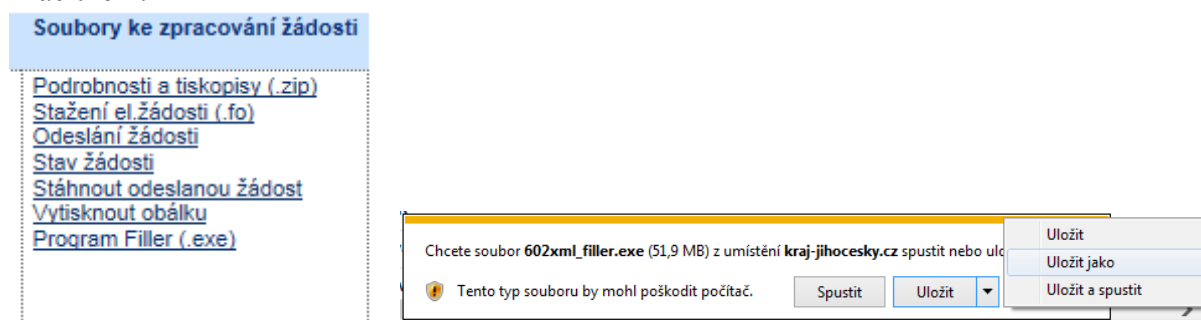 Soubory ke zpracování žádosti
Podrobnosti a tiskopisy (.zip)
Stažení el.žádosti (.fo)
Odeslání žádosti
Stav žádosti
Stáhnout odeslanou žádost
Vytisknout obálku
Program Filler (.exe)
Chcete soubor 602xml_filler.exe (51,9 MB) z umístění kraj-jihocesky.cz spustit nebo
Tento typ souboru by mohl poškodit počítač.
Spustit
Uložit
Uložit
Uložit jako
Uložit a spustit